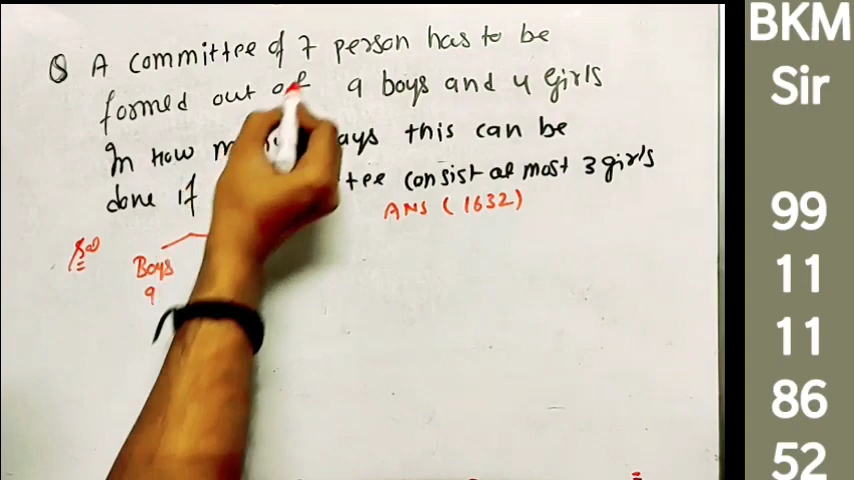 Q A committee of 7 person has to be
formed out of 9 boys and 4 Girls
In How ays this can be
done if tee consist at most 3 girls
ANS (1632)
Sol
Boys
9
BKM
Sir
99
11
11
86
52